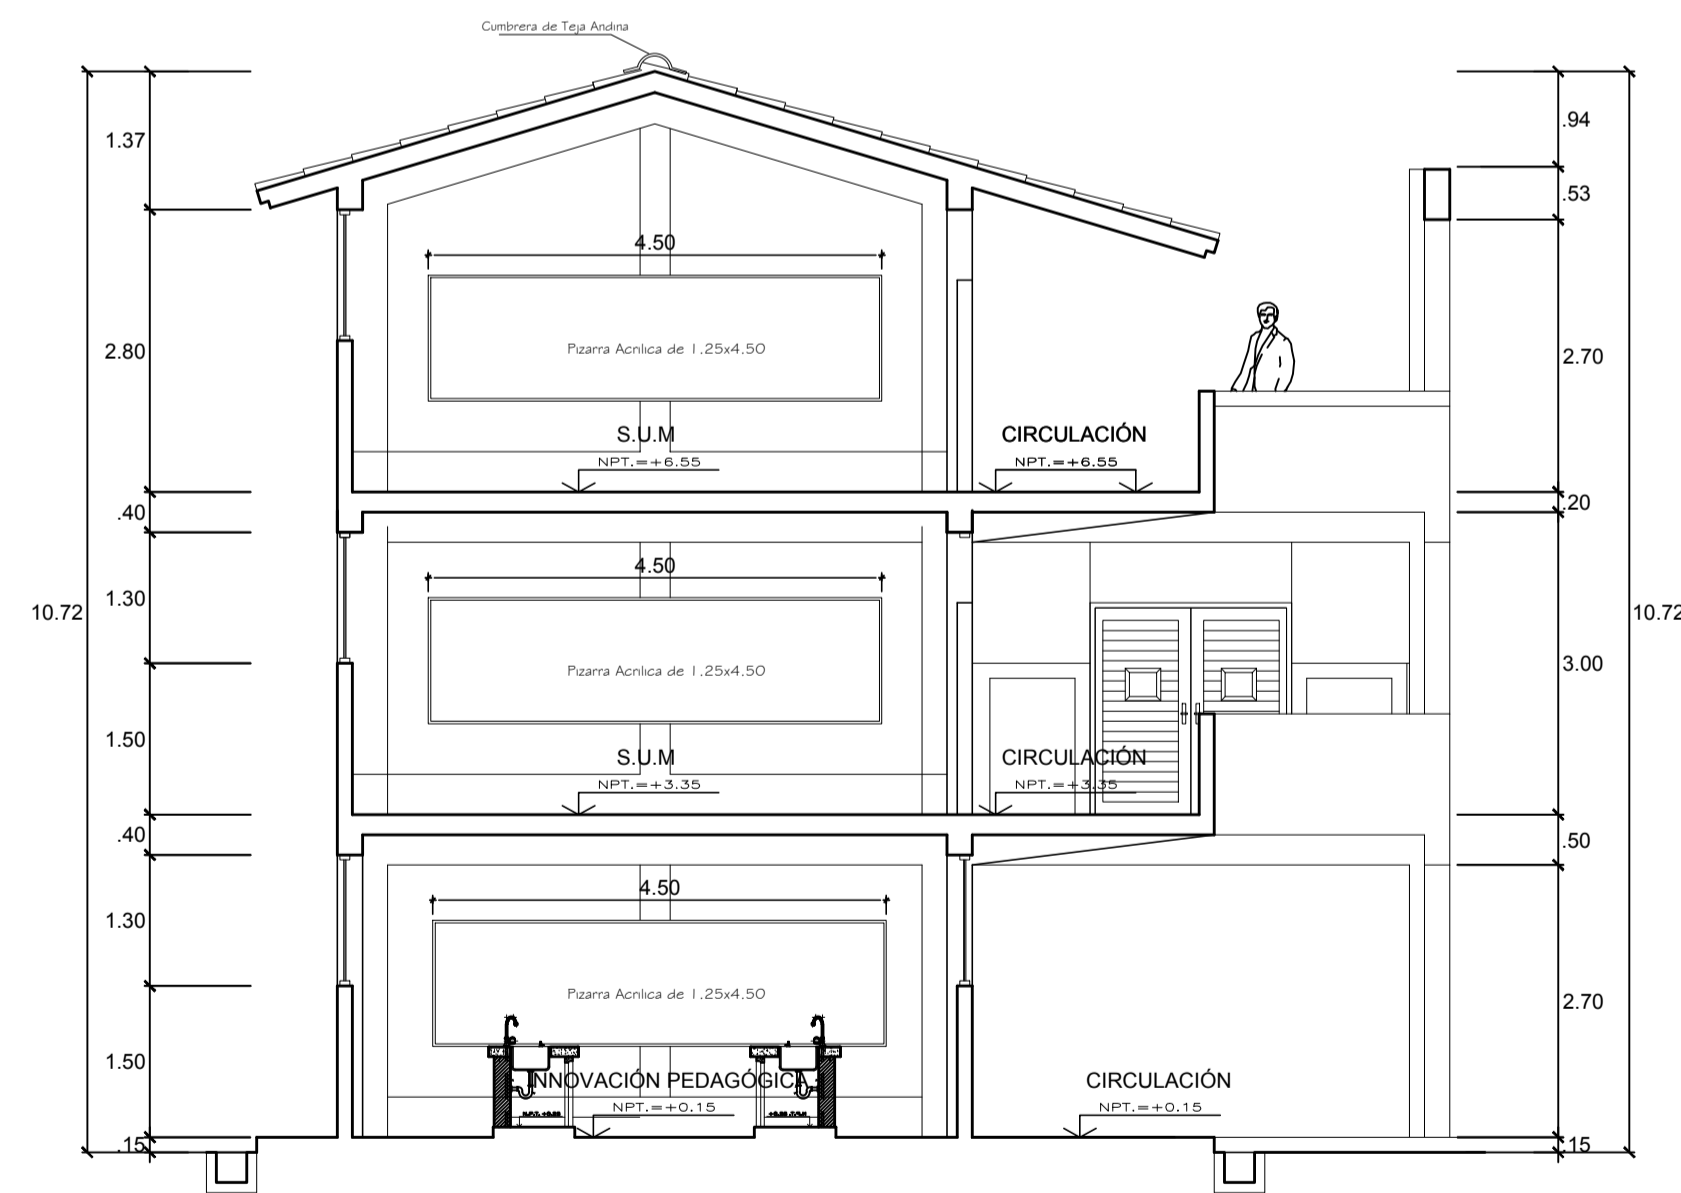 Cumbrera de Teja Andina
1.37
.94
.53
4.50
2.80
Pizarra Acrilica de 1.25x4.50
2.70
S.U.M
CIRCULACIÓN
NPT.=+6.55
NPT.=+6.55
.40
.20
4.50
1.30
10.72
10.72
Pizarra Acrilica de 1.25x4.50
3.00
1.50
S.U.M
CIRCULACIÓN
NPT.=+3.35
NPT.=+3.35
.40
.50
4.50
1.30
Pizarra Acrilica de 1.25x4.50
2.70
1.50
INNOVACIÓN PEDAGÓGICA
CIRCULACIÓN
NPT.=+0.15
NPT.=+0.15
.15
.15